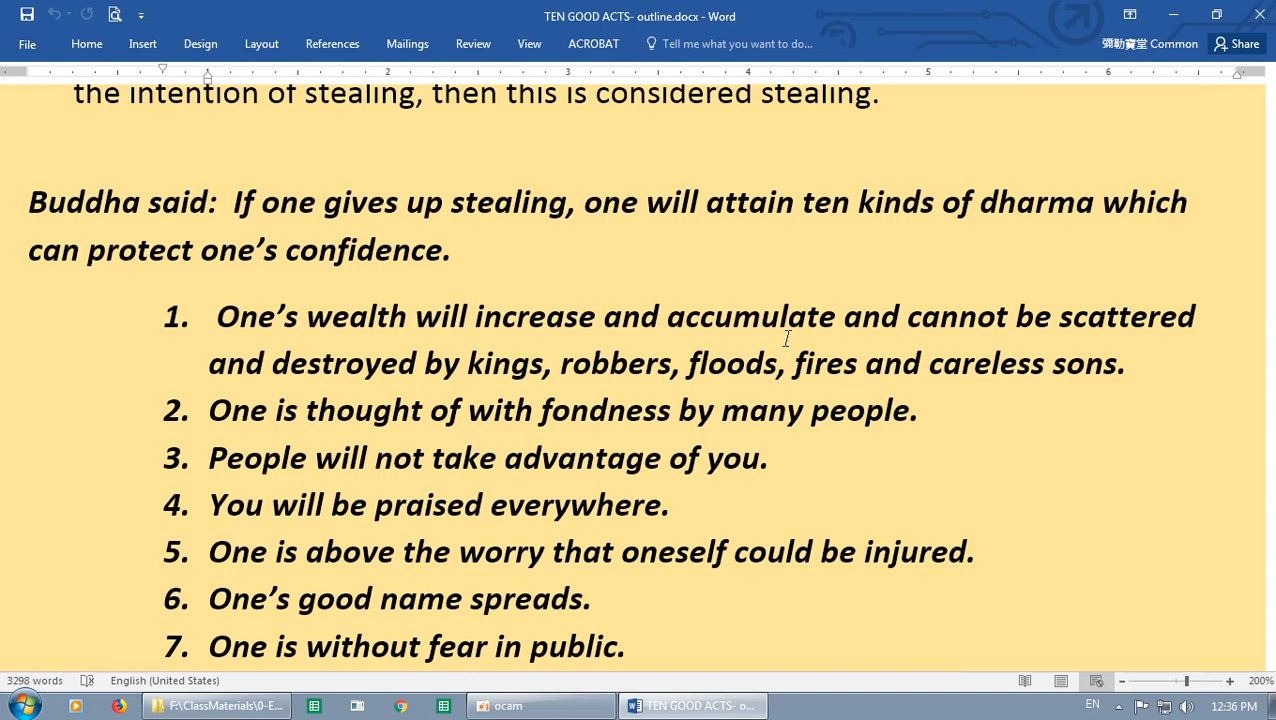 TEN GOOD ACTS- outline.docx - Word
File Home Insert Design Layout References Mailings Review View ACROBAT Tell me what you want to do... 彌勒寶堂 Common Share
1 2 3 4 5 6
the intention of stealing, then this is considered stealing.
Buddha said: If one gives up stealing, one will attain ten kinds of dharma which
can protect one's confidence.
1. One's wealth will increase and accumulate and cannot be scattered
and destroyed by kings, robbers, floods, fires and careless sons.
2. One is thought of with fondness by many people.
3. People will not take advantage of you.
4. You will be praised everywhere.
5. One is above the worry that oneself could be injured.
6. One's good name spreads.
7. One is without fear in public.
3298 words English (United States) 200%
F:\ClassMaterials\0-E... ocam TEN GOOD ACTS- o... EN 12:36 PM